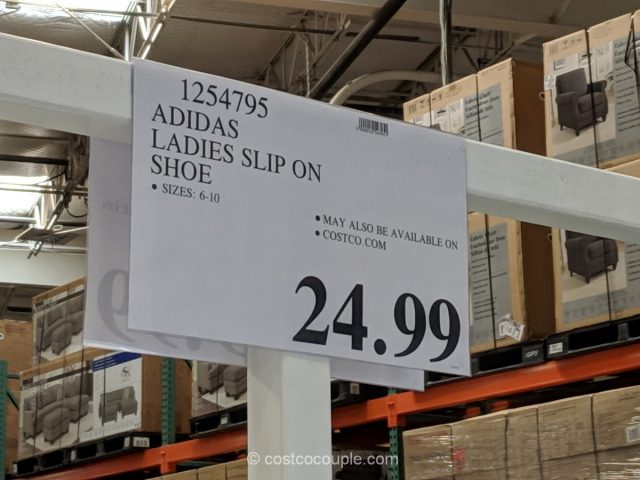 1254795
ADIDAS
LADIES SLIP ON
SHOE
• SIZES: 6-10
• MAY ALSO BE AVAILABLE ON
• COSTCO.COM
24.99
© costcocouple.com